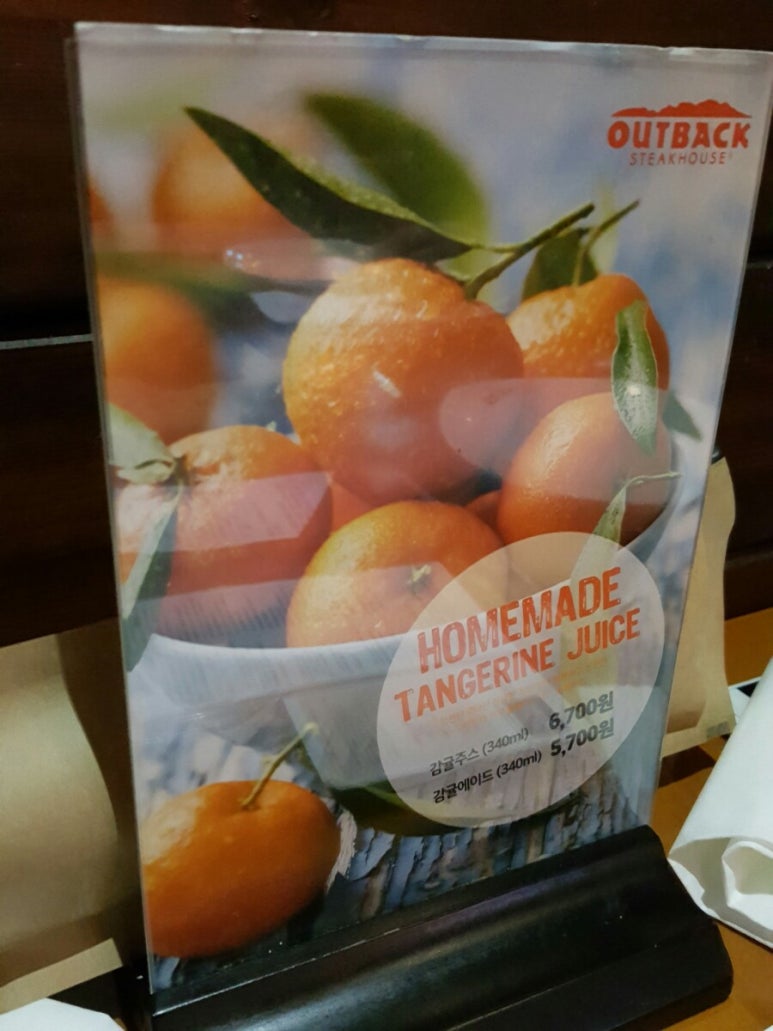 OUTBACK
STEAKHOUSE®
HOMEMADE
TANGERINE JUICE
감귤주스 (340ml) 6,700원
감귤에이드 (340ml) 5,700원